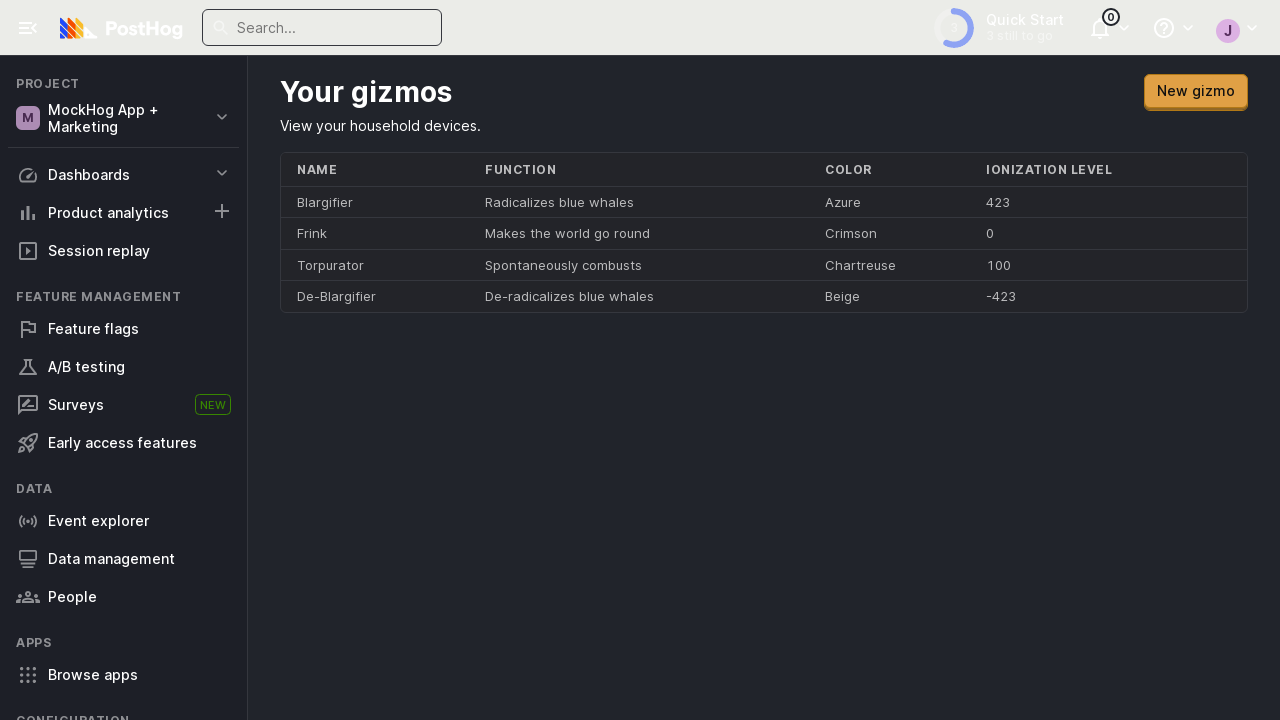 PostHog
Search...
3
Quick Start
3 still to go
0
J
PROJECT
M
MockHog App +
Marketing
Dashboards
Product analytics
Session replay
FEATURE MANAGEMENT
Feature flags
A/B testing
Surveys
NEW
Early access features
DATA
Event explorer
Data management
People
APPS
Browse apps
CONFIGURATION
Your gizmos
New gizmo
View your household devices.
NAME FUNCTION COLOR IONIZATION LEVEL
Blargifier Radicalizes blue whales Azure 423
Frink Makes the world go round Crimson 0
Torpurator Spontaneously combusts Chartreuse 100
De-Blargifier De-radicalizes blue whales Beige -423